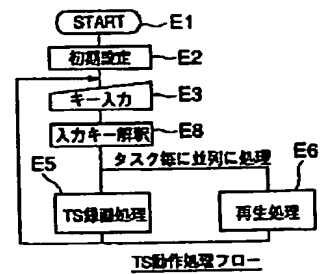 START
E1
初期設定
E2
キー入力
E3
入力キー解釈
E8
タスク毎に並列に処理
E5
E6
TS録画処理
再生処理
TS動作処理フロー